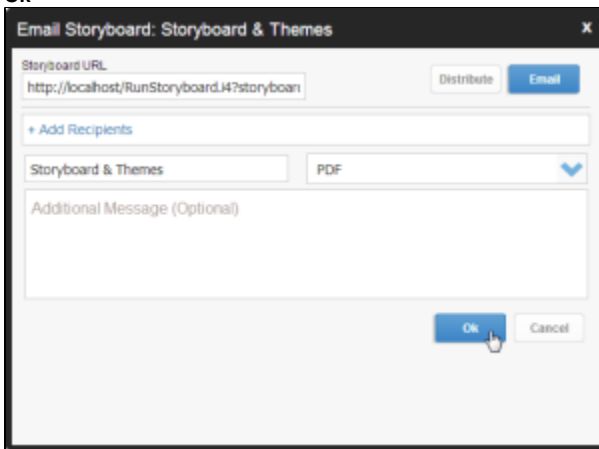 Email Storyboard: Storyboard & Themes x
Storyboard URL
http://localhost/RunStoryboard.i4?storyboar
Distribute Email
+ Add Recipients
Storyboard & Themes PDF
Additional Message (Optional)
Ok Cancel